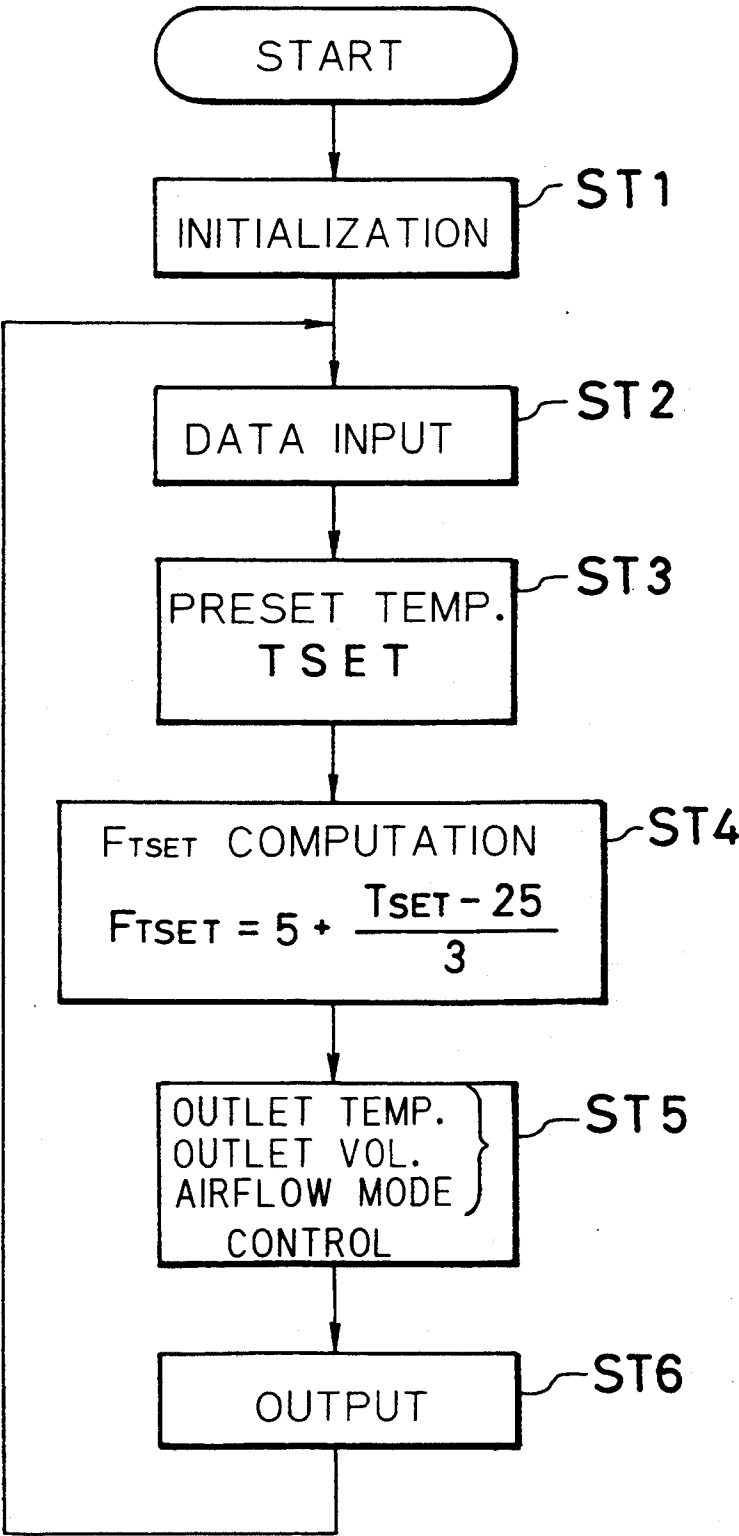 START
INITIALIZATION
ST1
DATA INPUT
ST2
PRESET TEMP.
TSET
ST3
FTSET COMPUTATION
FTSET = 5 + TSET - 25
3
ST4
OUTLET TEMP.
OUTLET VOL.
AIRFLOW MODE
CONTROL
ST5
OUTPUT
ST6